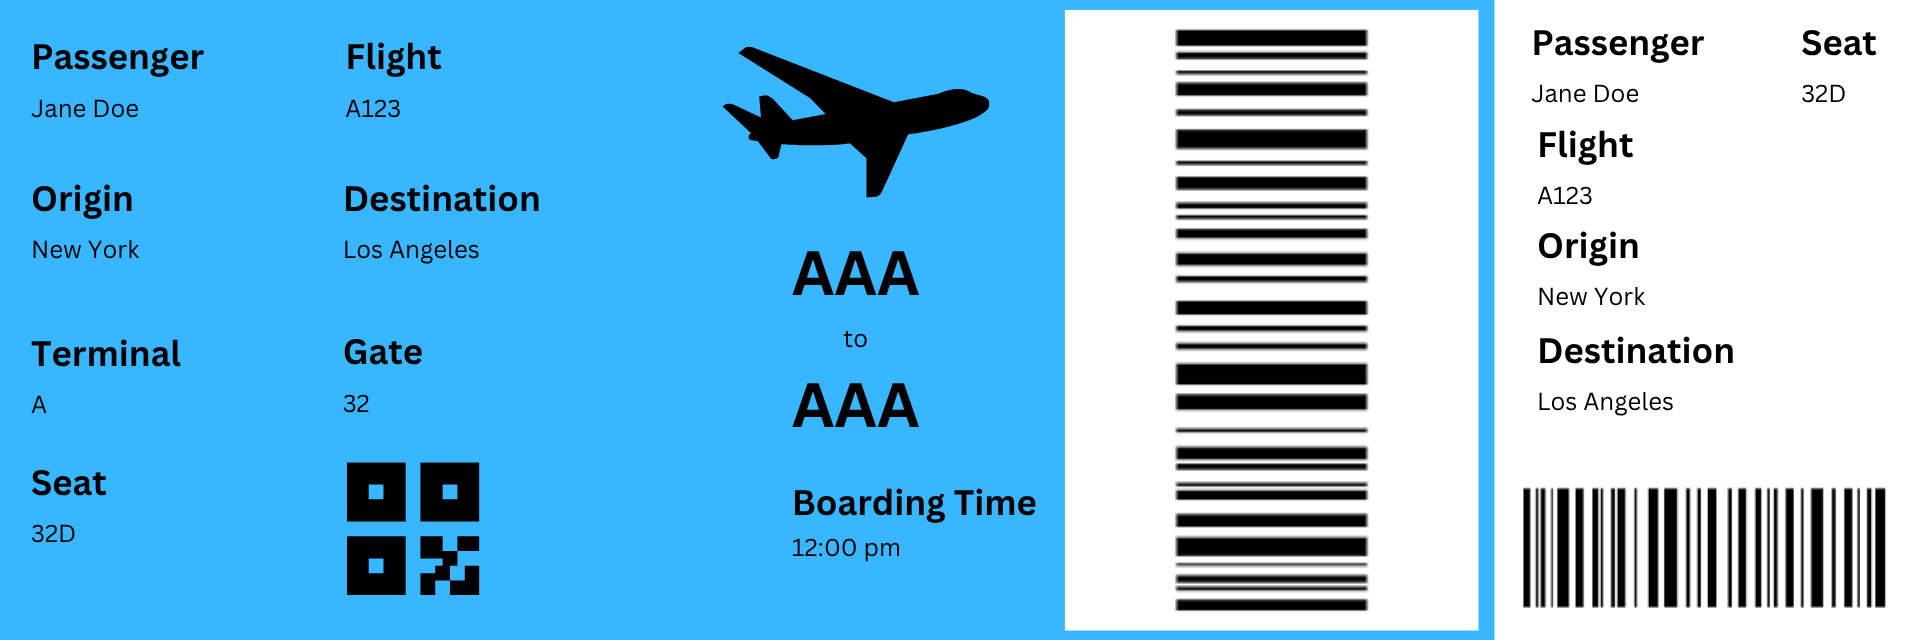 Passenger
Jane Doe
Flight
A123
Origin
New York
Destination
Los Angeles
Terminal
A
Gate
32
Seat
32D
AAA
to
AAA
Boarding Time
12:00 pm
Passenger
Jane Doe
Seat
32D
Flight
A123
Origin
New York
Destination
Los Angeles